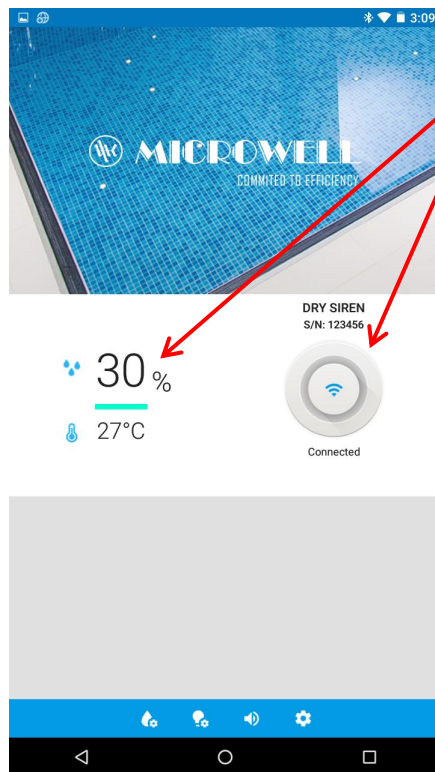 3:09
MICROWELL
COMMITED TO EFFICIENCY
DRY SIREN
S/N: 123456
30 %
27°C
Connected